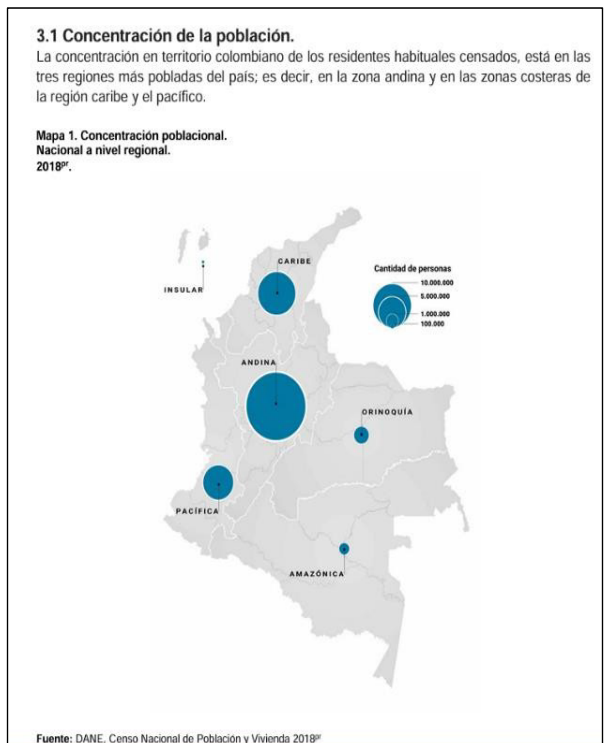 3.1 Concentración de la población.
La concentración en territorio colombiano de los residentes habituales censados, está en las
tres regiones más pobladas del país; es decir, en la zona andina y en las zonas costeras de
la región caribe y el pacífico.
Mapa 1. Concentración poblacional.
Nacional a nivel regional.
2018ᵖʳ.
CARIBE
INSULAR
Cantidad de personas
10.000.000
5.000.000
1.000.000
100.000
ANDINA
ORINOQUÍA
PACÍFICA
AMAZÓNICA
Fuente: DANE. Censo Nacional de Población y Vivienda 2018ᵖʳ